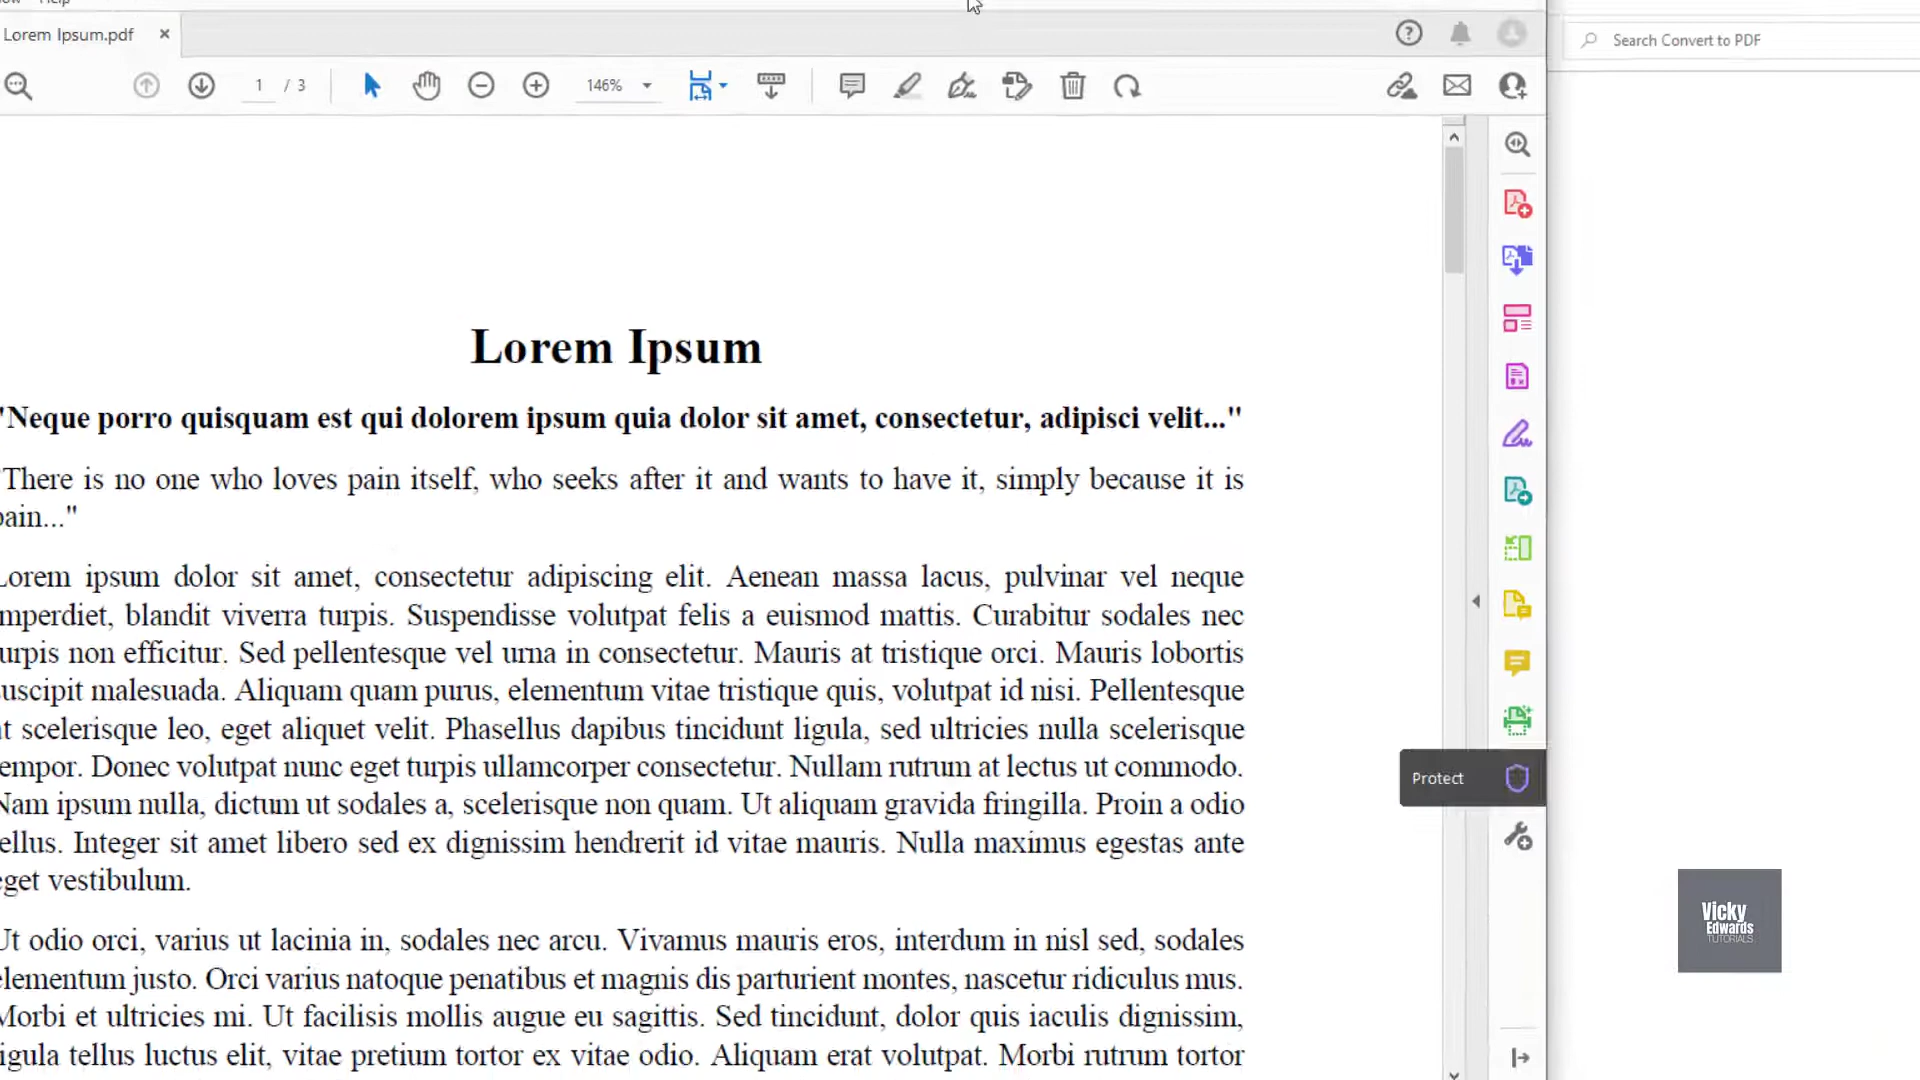 Help
Lorem Ipsum.pdf
Search Convert to PDF
1 / 3
146%
Lorem Ipsum
"Neque porro quisquam est qui dolorem ipsum quia dolor sit amet, consectetur, adipisci velit..."
"There is no one who loves pain itself, who seeks after it and wants to have it, simply because it is
pain..."
Lorem ipsum dolor sit amet, consectetur adipiscing elit. Aenean massa lacus, pulvinar vel neque
mperdiet, blandit viverra turpis. Suspendisse volutpat felis a euismod mattis. Curabitur sodales nec
urpis non efficitur. Sed pellentesque vel urna in consectetur. Mauris at tristique orci. Mauris lobortis
uscipit malesuada. Aliquam quam purus, elementum vitae tristique quis, volutpat id nisi. Pellentesque
t scelerisque leo, eget aliquet velit. Phasellus dapibus tincidunt ligula, sed ultricies nulla scelerisque
empor. Donec volutpat nunc eget turpis ullamcorper consectetur. Nullam rutrum at lectus ut commodo.
Nam ipsum nulla, dictum ut sodales a, scelerisque non quam. Ut aliquam gravida fringilla. Proin a odio
ellus. Integer sit amet libero sed ex dignissim hendrerit id vitae mauris. Nulla maximus egestas ante
eget vestibulum.
Protect
Ut odio orci, varius ut lacinia in, sodales nec arcu. Vivamus mauris eros, interdum in nisl sed, sodales
elementum justo. Orci varius natoque penatibus et magnis dis parturient montes, nascetur ridiculus mus.
Morbi et ultricies mi. Ut facilisis mollis augue eu sagittis. Sed tincidunt, dolor quis iaculis dignissim,
igula tellus luctus elit, vitae pretium tortor ex vitae odio. Aliquam erat volutpat. Morbi rutrum tortor
Vicky
Edwards
TUTORIALS